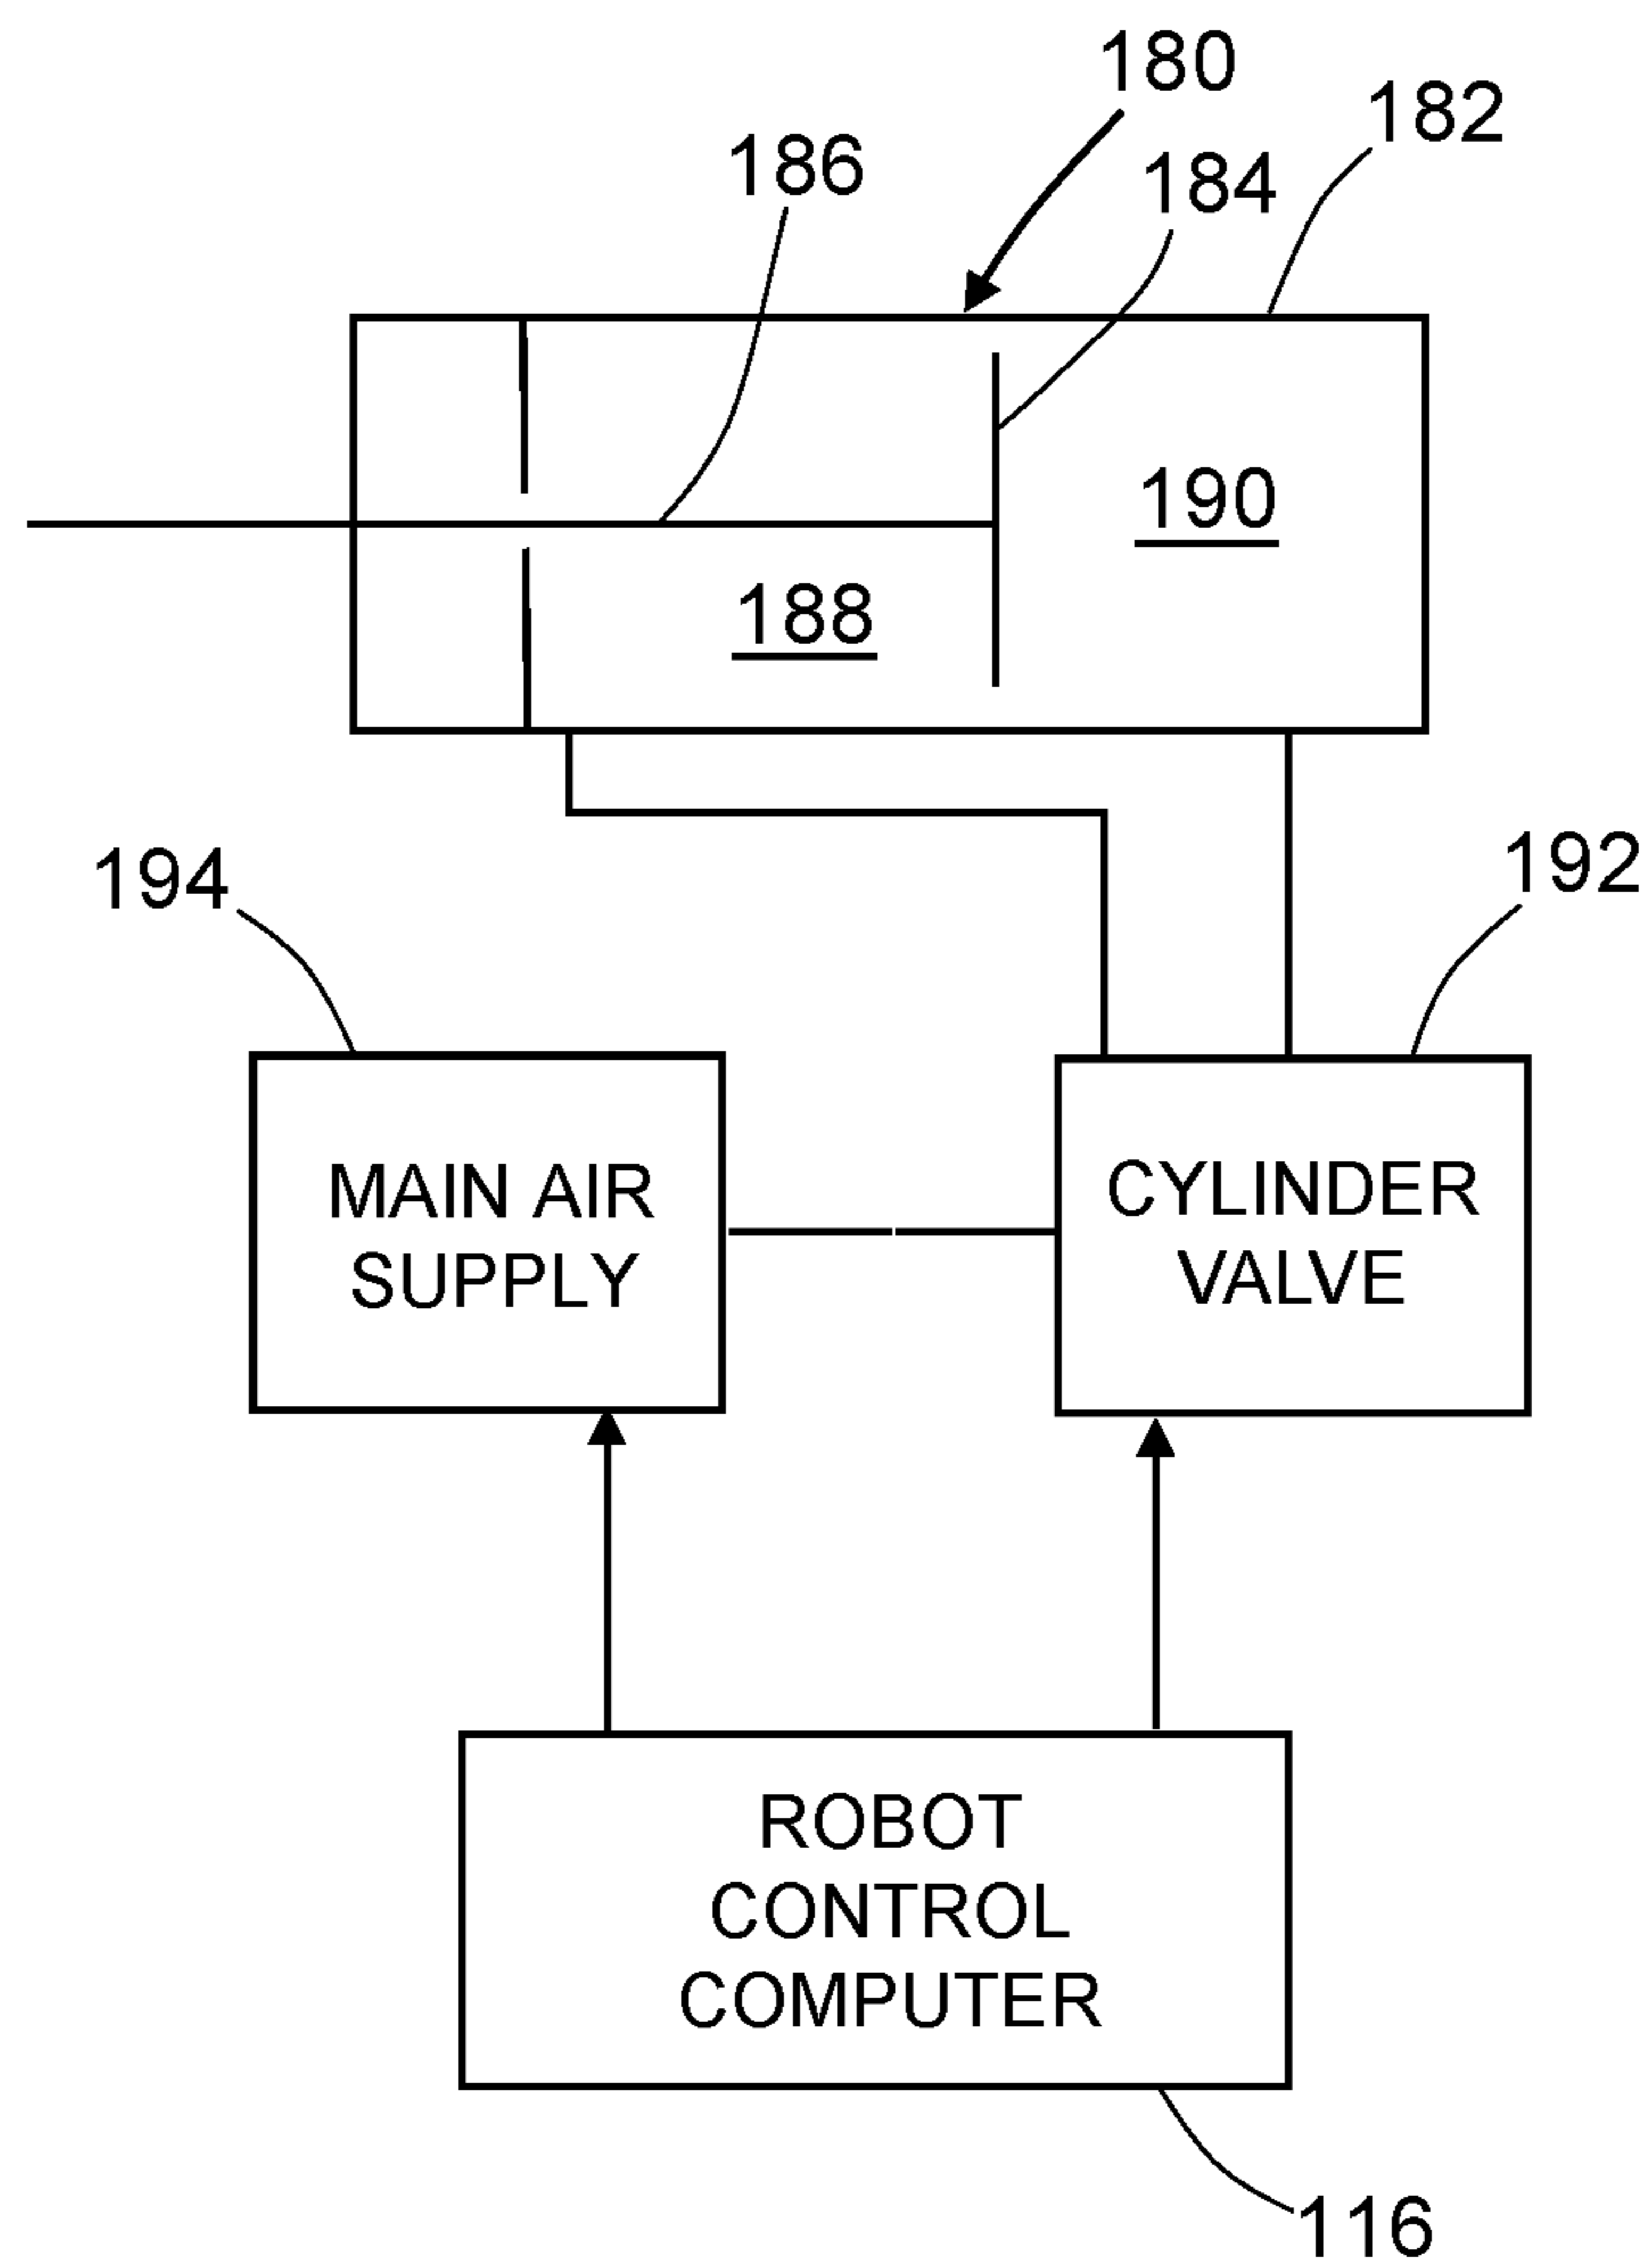 180
182
186
184
190
188
194
192
MAIN AIR
SUPPLY
CYLINDER
VALVE
ROBOT
CONTROL
COMPUTER
116